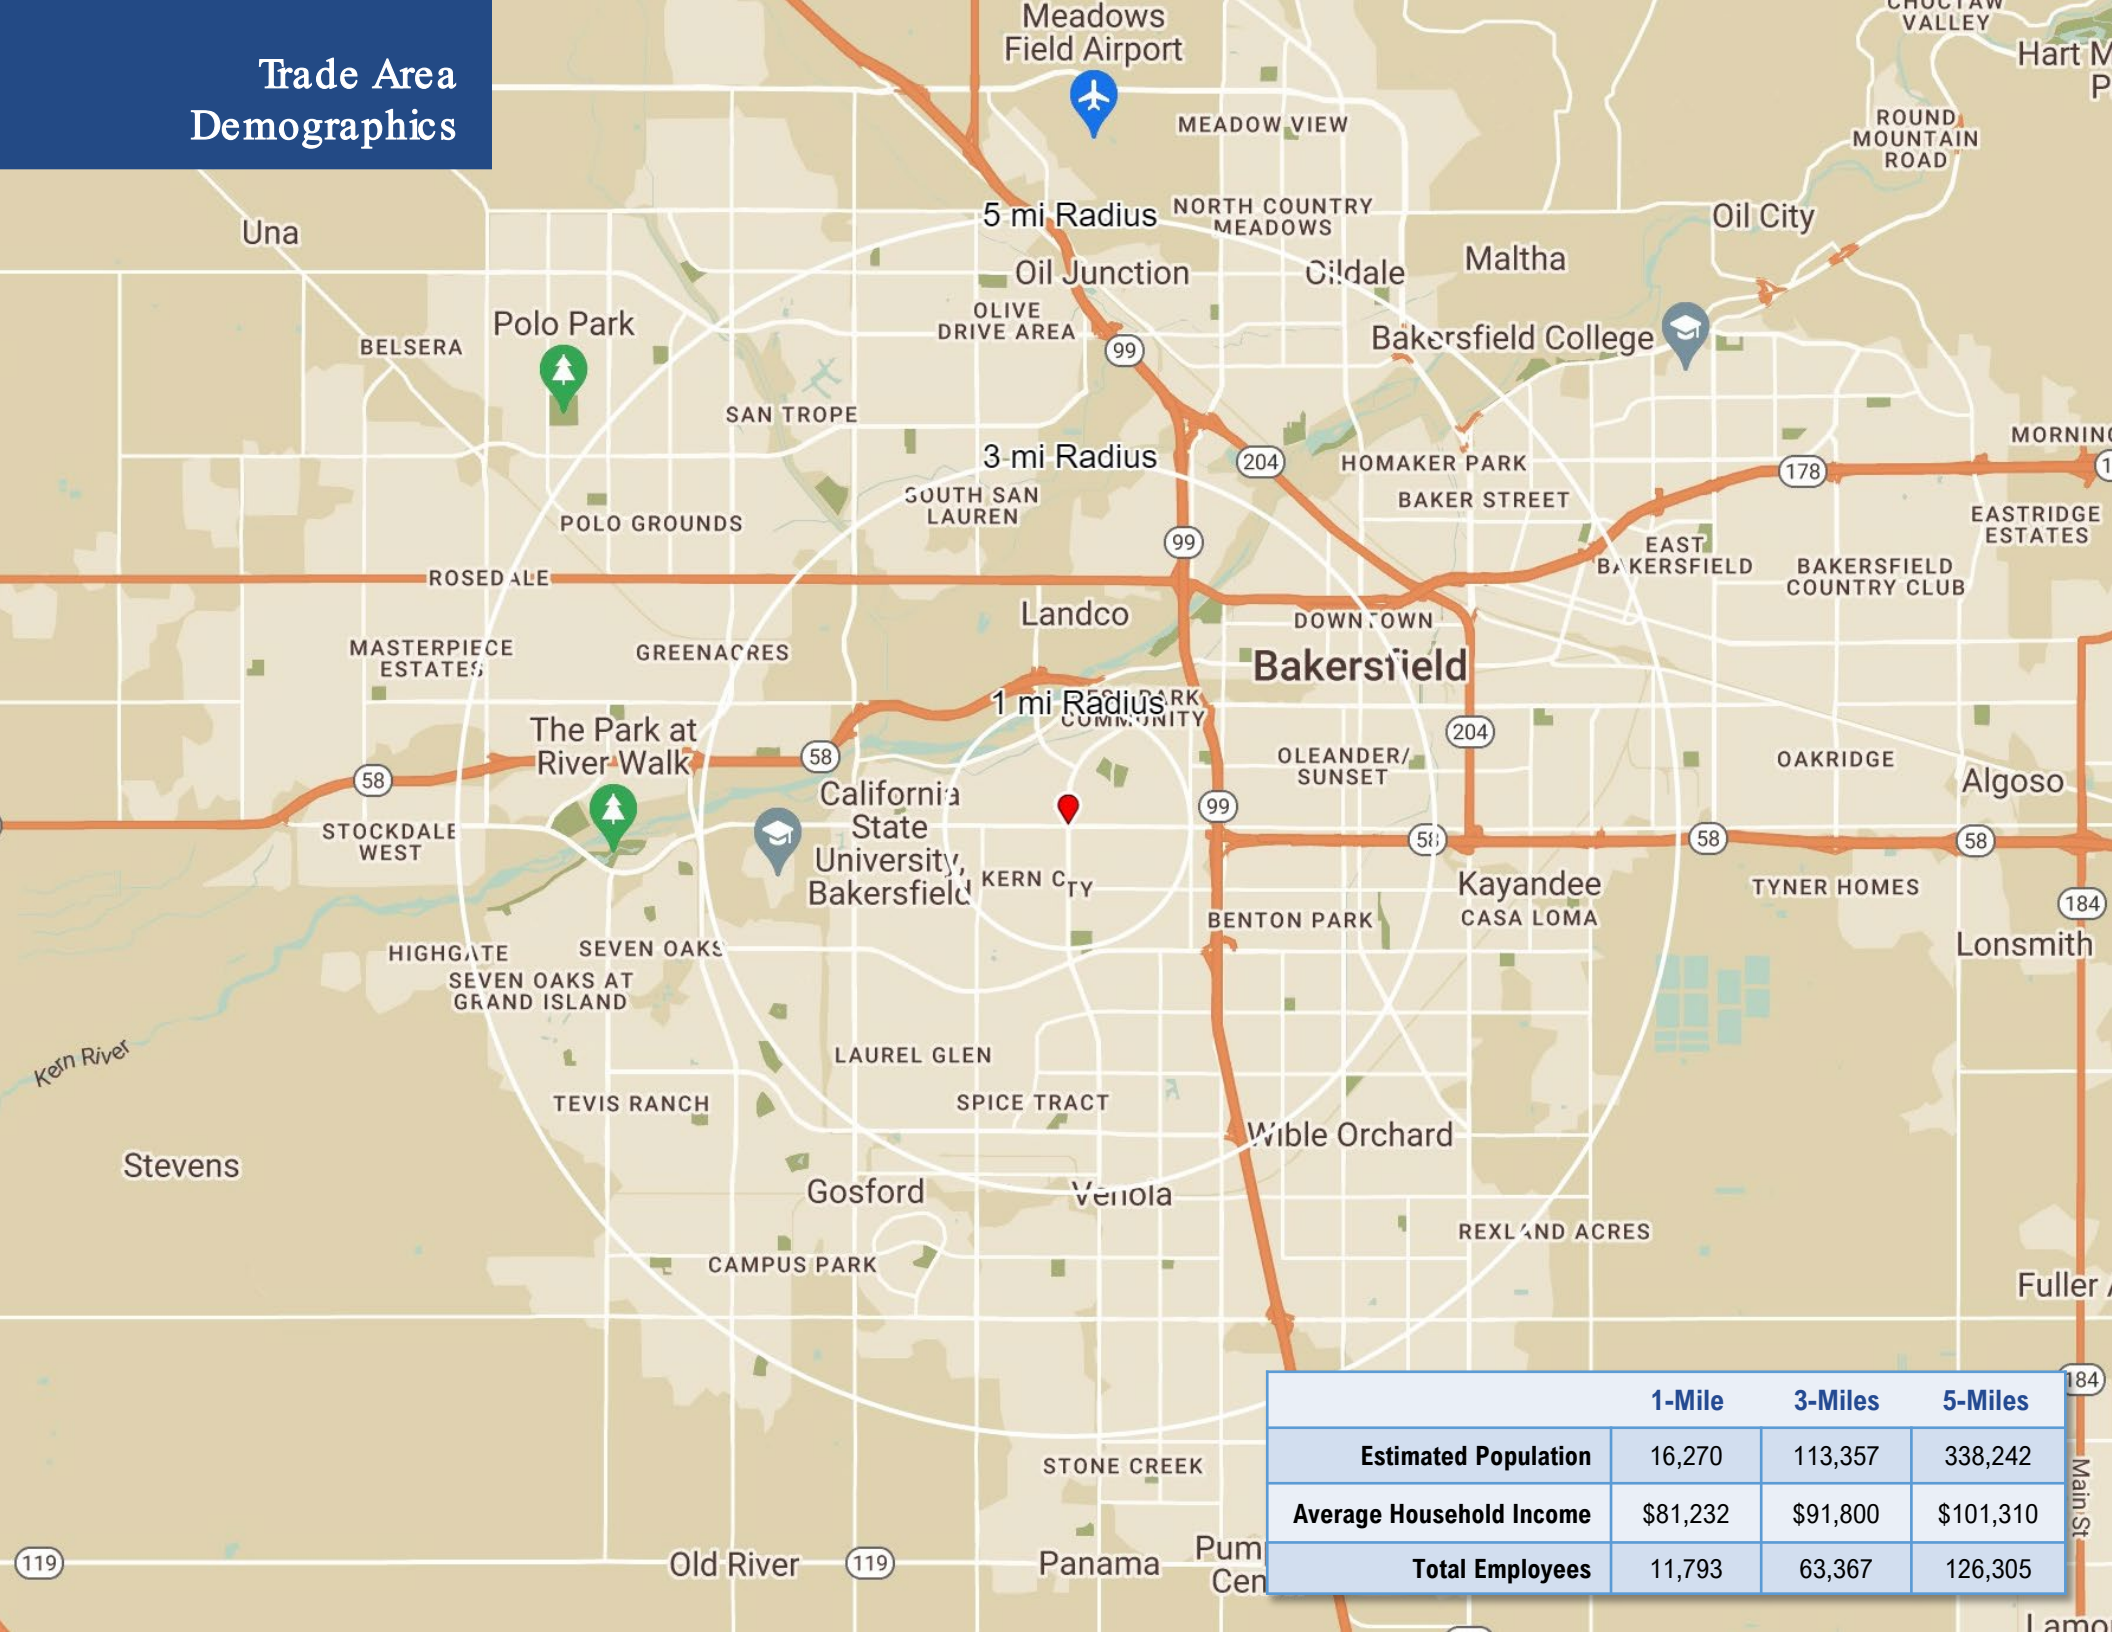 Trade Area
Demographics
Meadows
Field Airport
VALLEY
Hart
ROUND
MOUNTAIN
ROAD
MEADOW VIEW
Una
5 mi Radius
NORTH COUNTRY
MEADOWS
Oil City
Oil Junction
Oildale
Maltha
OLIVE
DRIVE AREA
Polo Park
BELSERA
99
Bakersfield College
SAN TROPE
3 mi Radius
204
HOMAKER PARK
178
BAKER STREET
SOUTH SAN
LAUREN
POLO GROUNDS
99
EASTRIDGE
ESTATES
EAST
BAKERSFIELD
BAKERSFIELD
COUNTRY CLUB
ROSEDALE
Landco
DOWNTOWN
Bakersfield
MASTERPIECE
ESTATES
GREENACRES
1 mi Radius
COMMUNITY
The Park at
River Walk
58
58
204
OLEANDER/
SUNSET
OAKRIDGE
Algoso
California
State
University,
Bakersfield
99
STOCKDALE
WEST
58
58
58
KERN C TY
Kayandee
CASA LOMA
TYNER HOMES
184
BENTON PARK
Lonsmith
HIGHGATE
SEVEN OAKS
SEVEN OAKS AT
GRAND ISLAND
Kern River
LAUREL GLEN
TEVIS RANCH
SPICE TRACT
Wible Orchard
Stevens
Gosford
Venola
REXLAND ACRES
CAMPUS PARK
Fuller
184
1-Mile 3-Miles 5-Miles
Estimated Population 16,270 113,357 338,242
Average Household Income $81,232 $91,800 $101,310
Total Employees 11,793 63,367 126,305
STONE CREEK
Main St
119
Old River
119
Panama